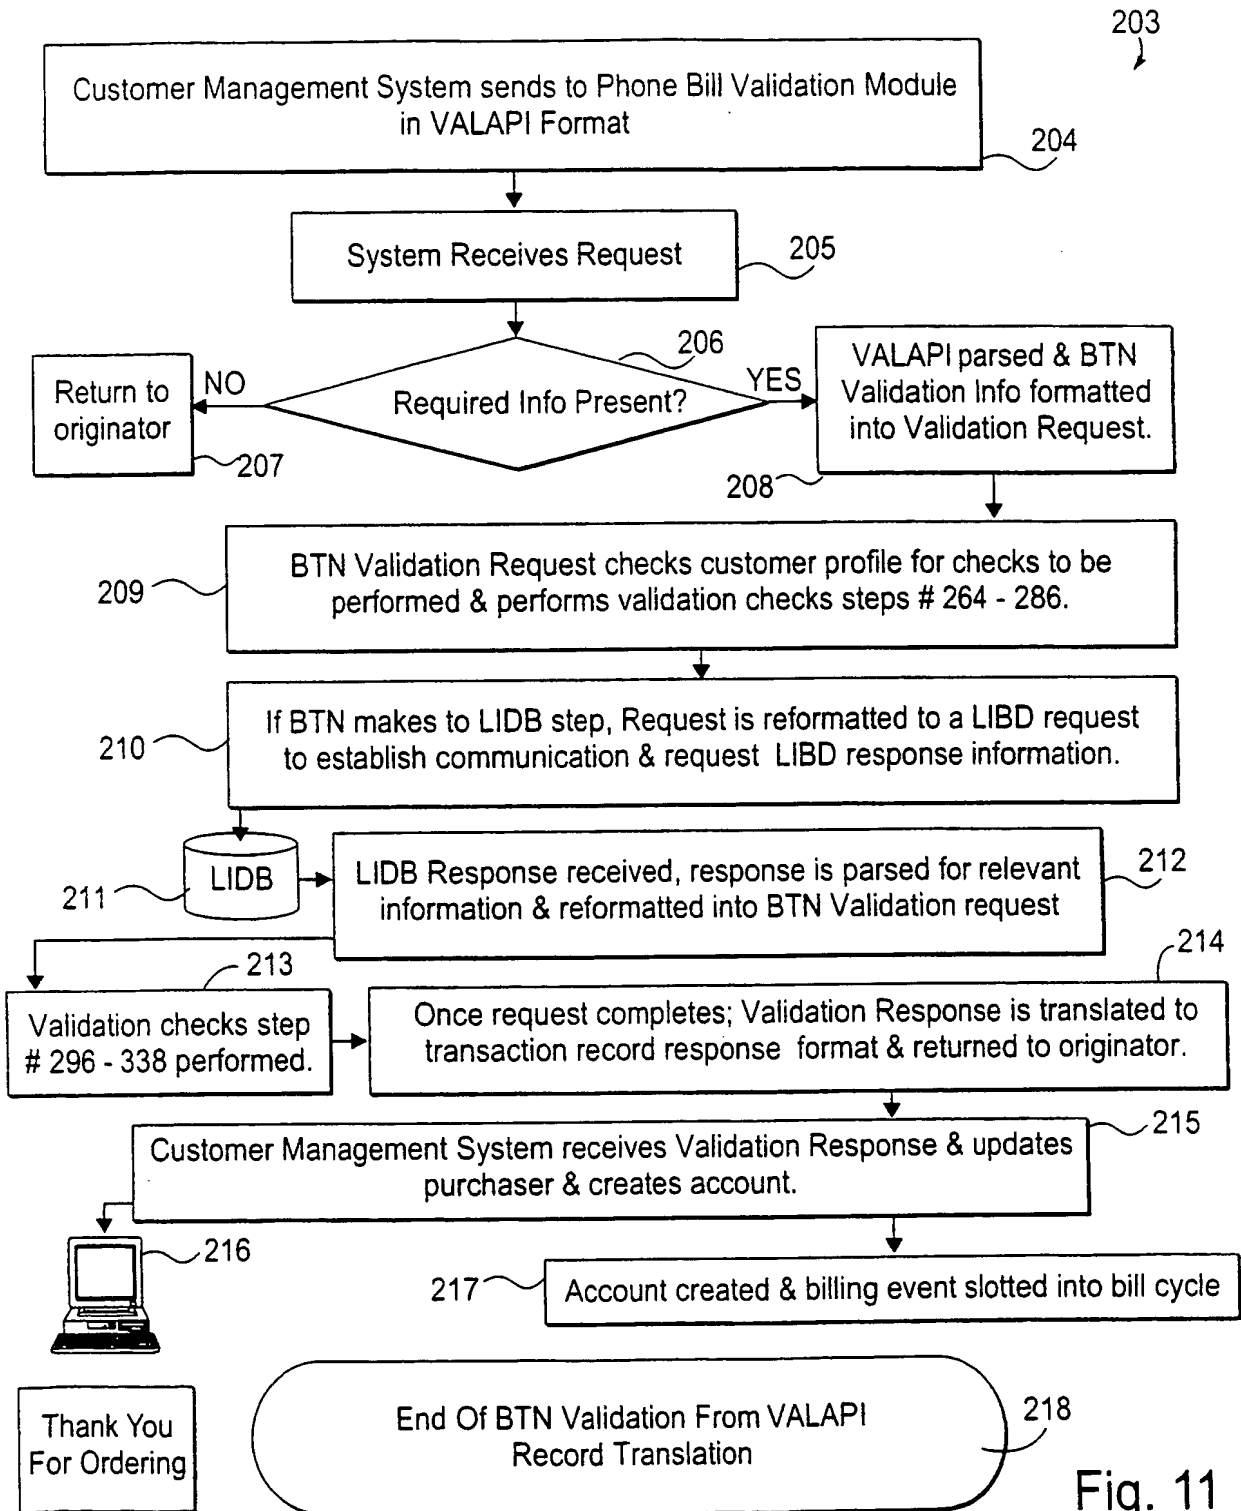 203
Customer Management System sends to Phone Bill Validation Module
in VALAPI Format
204
System Receives Request
205
206
Required Info Present?
NO
YES
Return to
originator
207
VALAPI parsed & BTN
Validation Info formatted
into Validation Request.
208
BTN Validation Request checks customer profile for checks to be
performed & performs validation checks steps # 264 - 286.
209
If BTN makes to LIDB step, Request is reformatted to a LIBD request
to establish communication & request LIBD response information.
210
LIDB
211
LIDB Response received, response is parsed for relevant
information & reformatted into BTN Validation request
212
213
Validation checks step
# 296 - 338 performed.
214
Once request completes; Validation Response is translated to
transaction record response format & returned to originator.
215
Customer Management System receives Validation Response & updates
purchaser & creates account.
216
217
Account created & billing event slotted into bill cycle
Thank You
For Ordering
End Of BTN Validation From VALAPI
Record Translation
218
Fig. 11